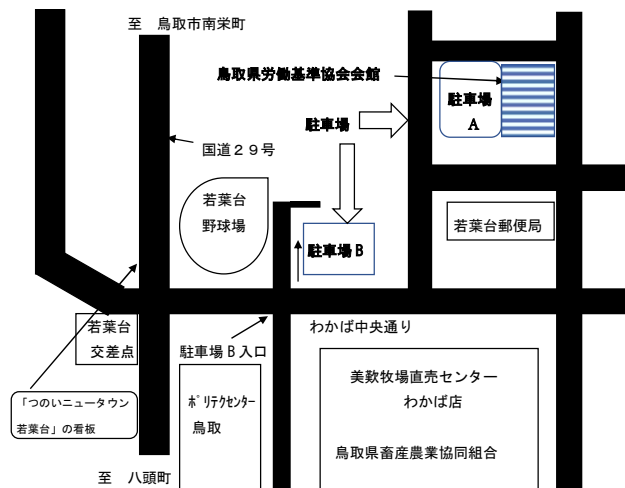 至　鳥取市南栄町
鳥取県労働基準協会会館
駐車場
A
駐車場
国道２９号
若葉台
野球場
若葉台郵便局
駐車場 B
若葉台
交差点
駐車場 B 入口
わかば中央通り
「つのいニュータウン
若葉台」の看板
ﾎﾟﾘﾃｸｾﾝﾀｰ
鳥取
美歎牧場直売センター
わかば店
鳥取県畜産農業協同組合
至　八頭町